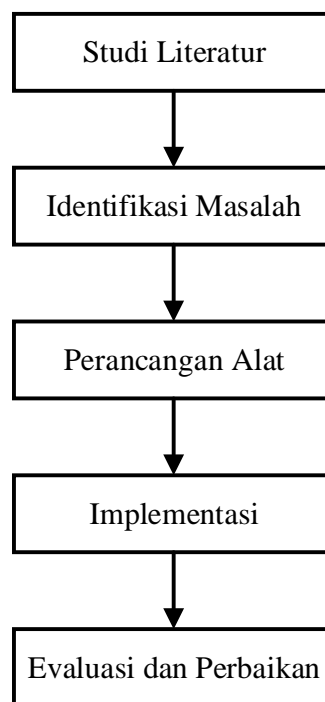 Studi Literatur
Identifikasi Masalah
Perancangan Alat
Implementasi
Evaluasi dan Perbaikan